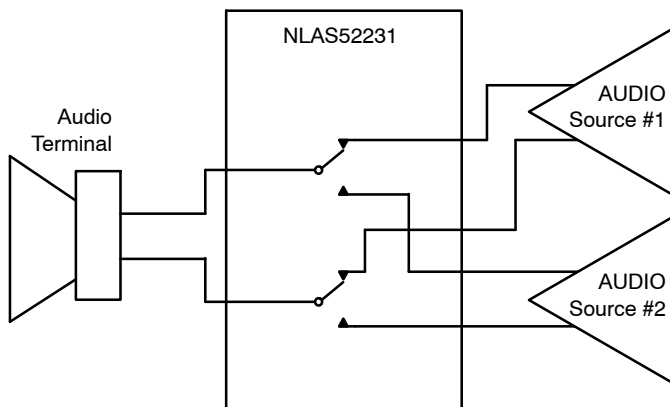 NLAS52231
Audio
Terminal
AUDIO
Source #1
AUDIO
Source #2